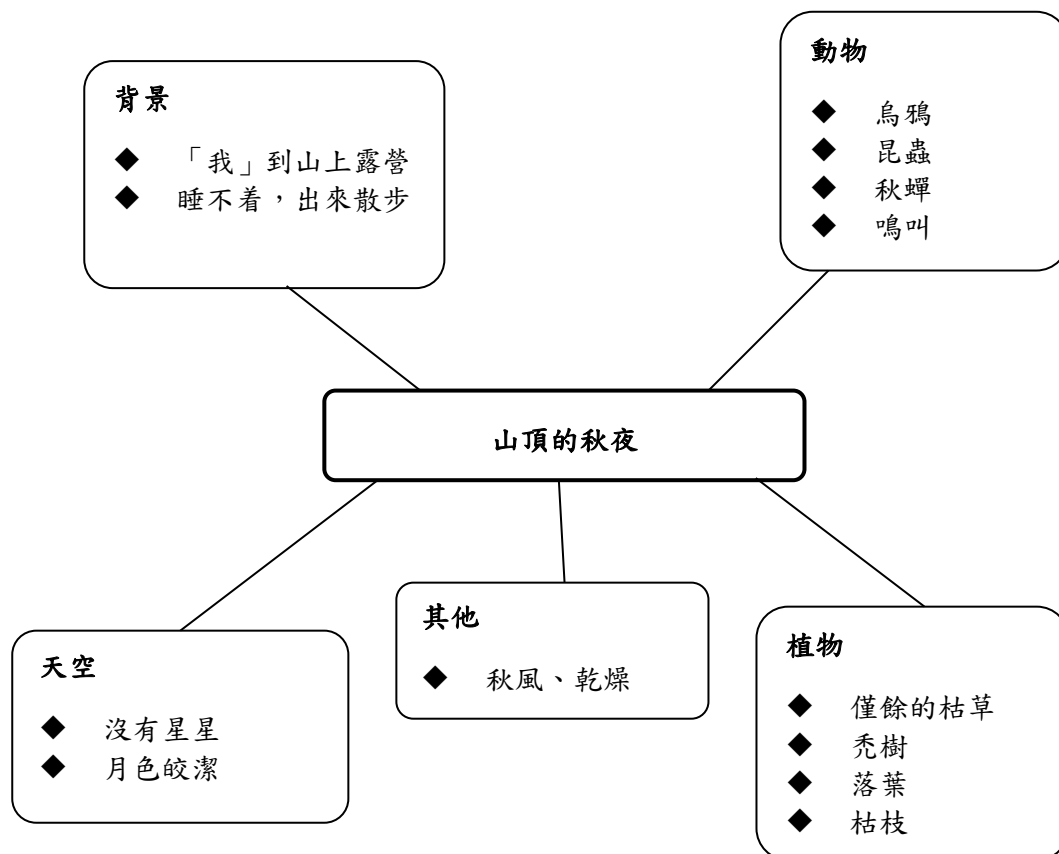 背景
◆ 「我」到山上露營
◆ 睡不着，出來散步
動物
◆ 烏鴉
◆ 昆蟲
◆ 秋蟬
◆ 鳴叫
山頂的秋夜
天空
◆ 沒有星星
◆ 月色皎潔
其他
◆ 秋風、乾燥
植物
◆ 僅餘的枯草
◆ 禿樹
◆ 落葉
◆ 枯枝